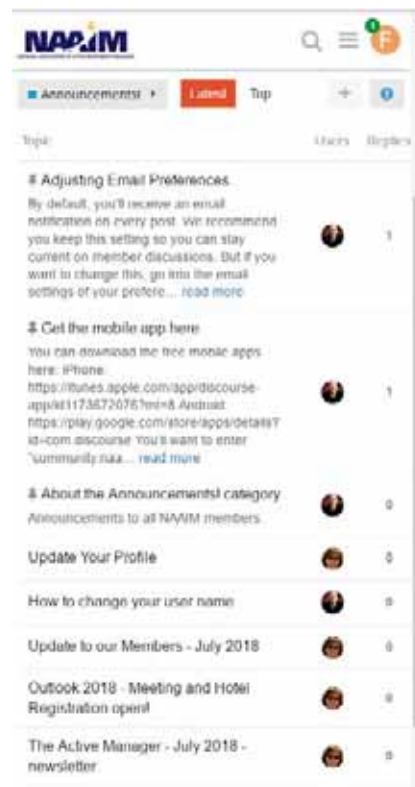 NAAIM
1
F
Announcements!
Latest
Top
+
Topic
Users
Replies
Adjusting Email Preferences
By default, you'll receive an email
notification on every post. We recommend
you keep this setting so you can stay
current on member discussions. But if you
want to change this, go into the email
settings of your prefere... read more
1
Get the mobile app here
You can download the free mobile apps
here: iPhone:
https://itunes.apple.com/app/discourse-
app/id1173672076?mt=8 Android:
https://play.google.com/store/apps/details?
id=com.discourse You'll want to enter
"community.naa... read more
1
About the Announcements! category
Announcements to all NAAIM members
0
Update Your Profile
0
How to change your user name
0
Update to our Members - July 2018
0
Outlook 2018 - Meeting and Hotel
Registration open!
0
The Active Manager - July 2018 -
newsletter
0